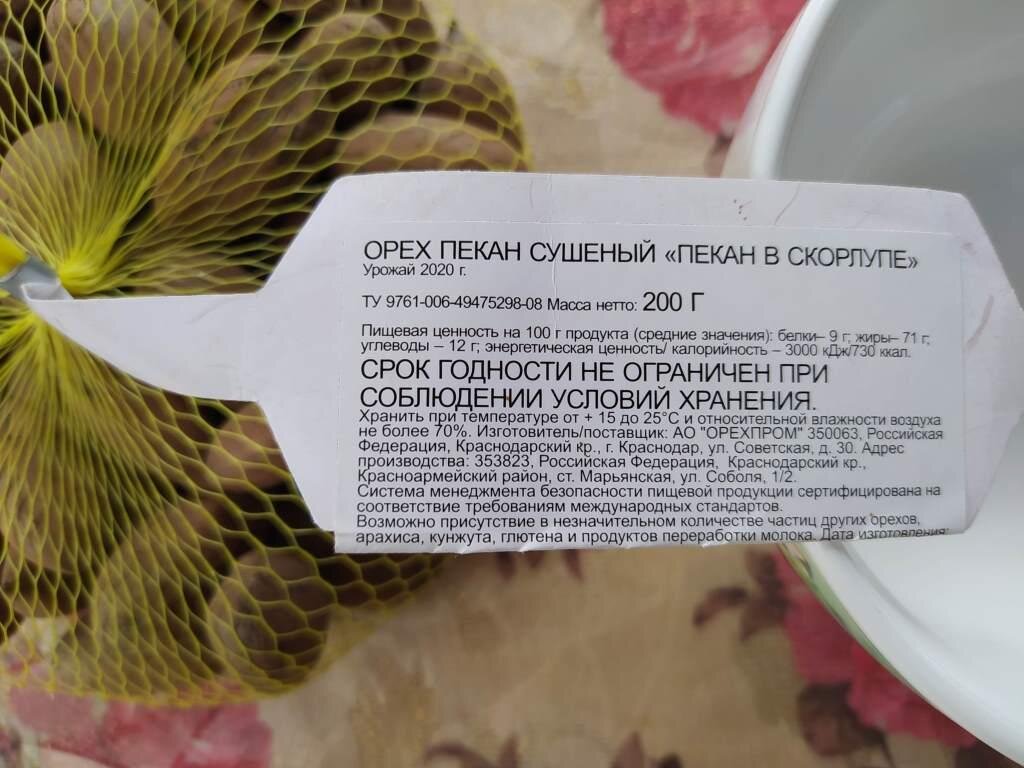 ОРЕХ ПЕКАН СУШЕНЫЙ «ПЕКАН В СКОРЛУПЕ»
Урожай 2020 г.
ТУ 9761-006-49475298-08 Масса нетто: 200 Г
Пищевая ценность на 100 г продукта (средние значения): белки– 9 г; жиры– 71 г;
углеводы – 12 г; энергетическая ценность/ калорийность – 3000 кДж/730 ккал.
СРОК ГОДНОСТИ НЕ ОГРАНИЧЕН ПРИ
СОБЛЮДЕНИИ УСЛОВИЙ ХРАНЕНИЯ.
Хранить при температуре от + 15 до 25°С и относительной влажности воздуха
не более 70%. Изготовитель/поставщик: АО "ОРЕХПРОМ" 350063, Российская
Федерация, Краснодарский кр., г. Краснодар, ул. Советская, д. 30. Адрес
производства: 353823, Российская Федерация, Краснодарский кр.,
Красноармейский район, ст. Марьянская, ул. Соболя, 1/2.
Система менеджмента безопасности пищевой продукции сертифицирована на
соответствие требованиям международных стандартов.
Возможно присутствие в незначительном количестве частиц других орехов,
арахиса, кунжута, глютена и продуктов переработки молока. Дата изготовления: